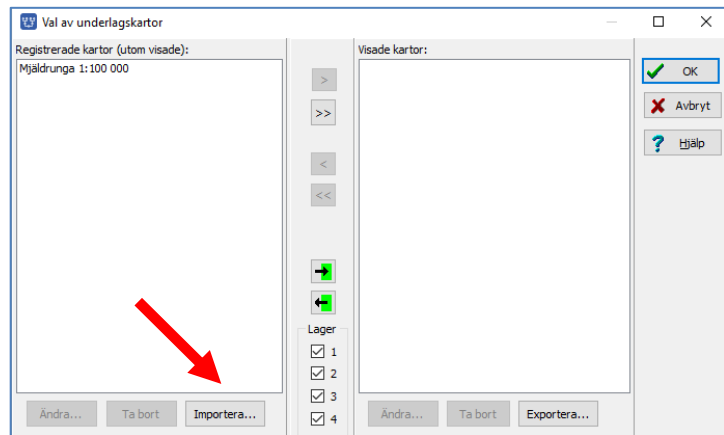 Val av underlagskartor
Registrerade kartor (utom visade):
Mjäldrunga 1:100 000
Ändra...
Ta bort
Importera...
>
>>
<
<<
Lager
1
2
3
4
Visade kartor:
Ändra...
Ta bort
Exportera...
OK
Avbryt
? Hjälp